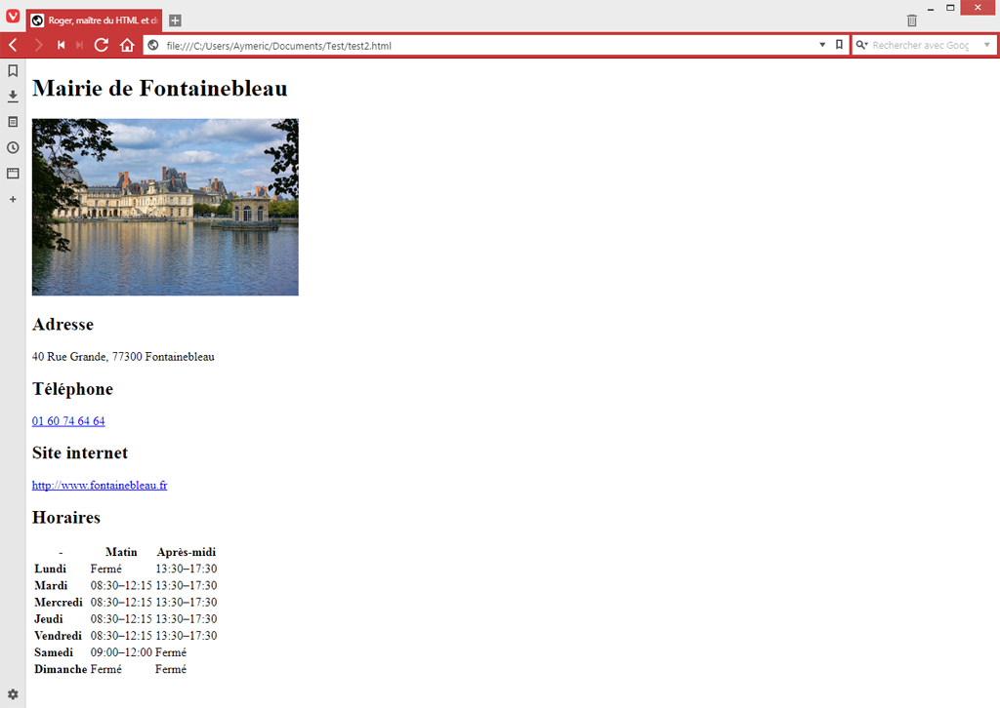 Roger, maître du HTML et d
file:///C:/Users/Aymeric/Documents/Test/test2.html
Rechercher avec Goog
Mairie de Fontainebleau
Adresse
40 Rue Grande, 77300 Fontainebleau
Téléphone
01 60 74 64 64
Site internet
http://www.fontainebleau.fr
Horaires
- Matin Après-midi
Lundi Fermé 13:30–17:30
Mardi 08:30–12:15 13:30–17:30
Mercredi 08:30–12:15 13:30–17:30
Jeudi 08:30–12:15 13:30–17:30
Vendredi 08:30–12:15 13:30–17:30
Samedi 09:00–12:00 Fermé
Dimanche Fermé Fermé